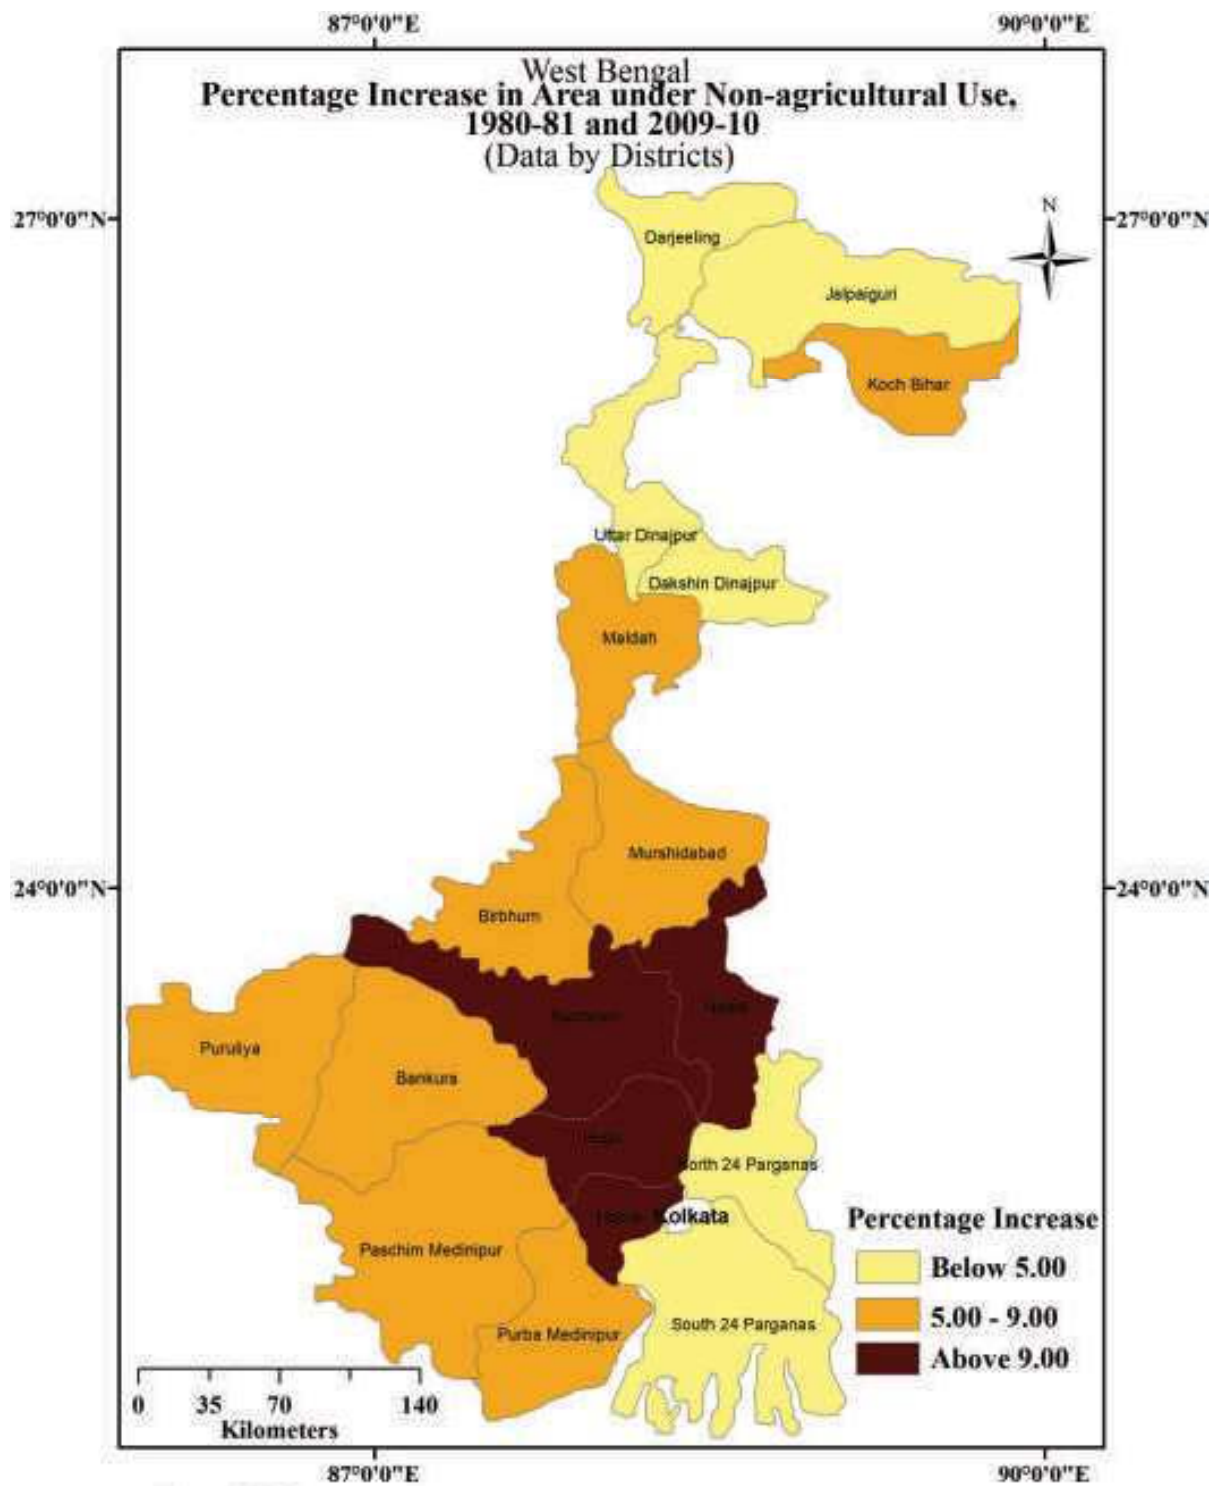 87°0'0"E 90°0'0"E
West Bengal
Percentage Increase in Area under Non-agricultural Use,
1980-81 and 2009-10
(Data by Districts)
27°0'0"N 27°0'0"N
N
Darjeeling
Jalpaiguri
Koch Bihar
Uttar Dinajpur
Dakshin Dinajpur
Maldah
Murshidabad
24°0'0"N 24°0'0"N
Birbhum
Nadia
Puruliya
Bankura
North 24 Parganas
Kolkata
Percentage Increase
Paschim Medinipur
Below 5.00
5.00 - 9.00
South 24 Parganas
Purba Medinipur
Above 9.00
0 35 70 140
Kilometers
87°0'0"E 90°0'0"E